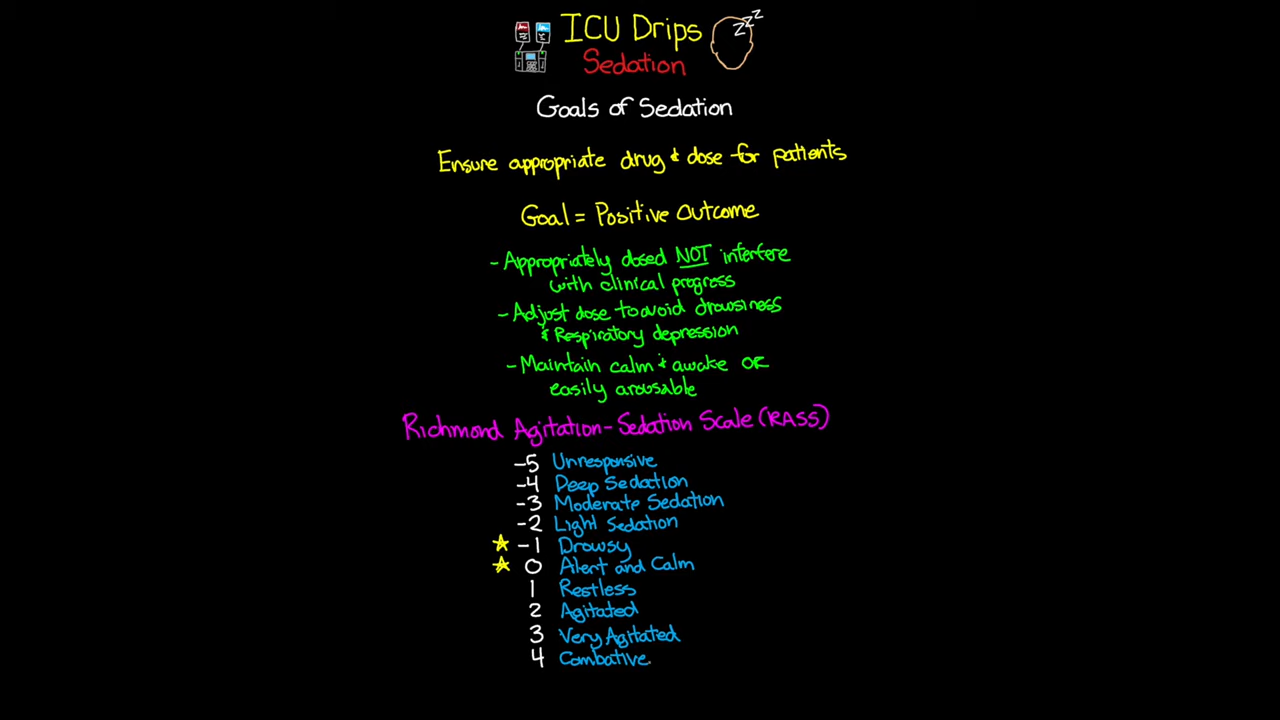 ICU Drips
Sedation
zzz
Goals of Sedation
Ensure appropriate drug & dose for patients
Goal = Positive Outcome
- Appropriately dosed NOT interfere
with clinical progress
- Adjust dose to avoid drowsiness
& Respiratory depression
- Maintain calm & awake OR
easily arousable
Richmond Agitation-Sedation Scale (RASS)
-5 Unresponsive
-4 Deep Sedation
-3 Moderate Sedation
-2 Light Sedation
☆ -1 Drowsy
☆ 0 Alert and Calm
1 Restless
2 Agitated
3 Very Agitated
4 Combative